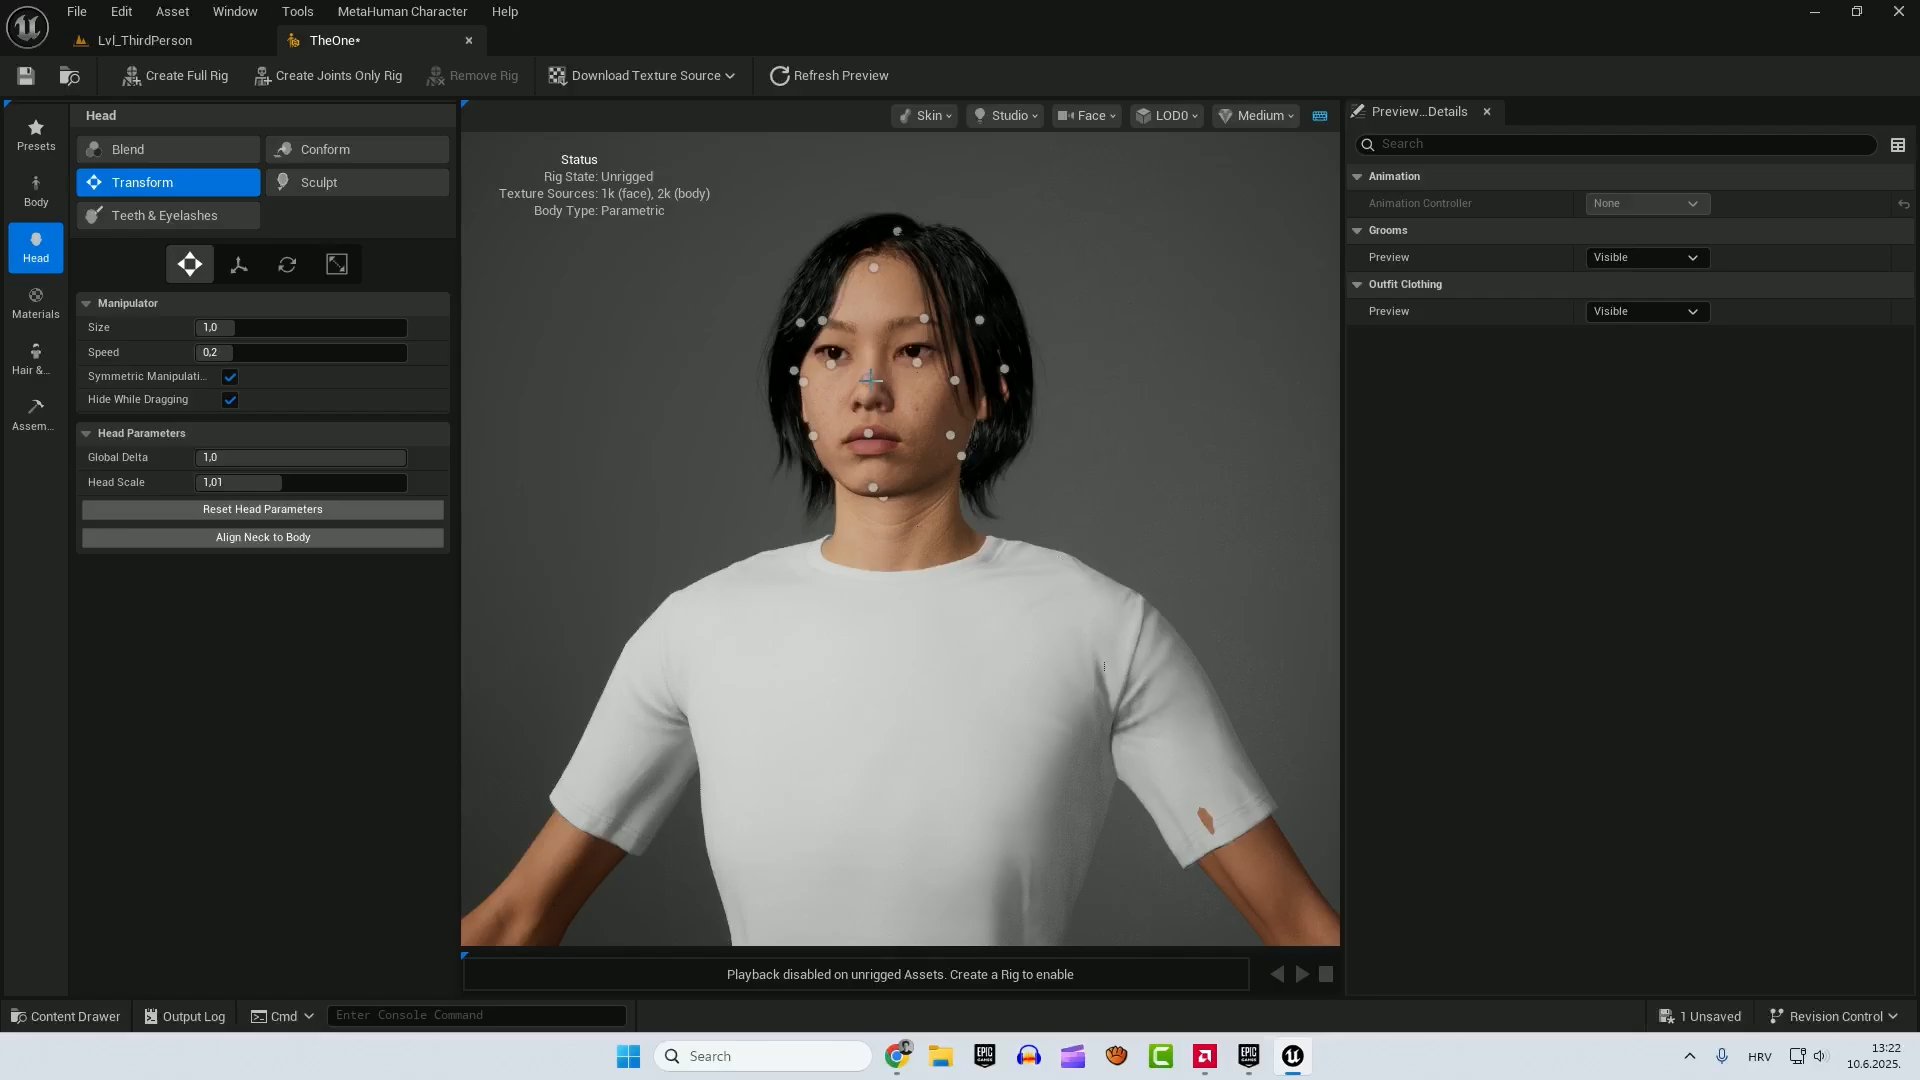 File Edit Asset Window Tools MetaHuman Character Help
Lvl_ThirdPerson
TheOne*
Create Full Rig
Create Joints Only Rig
Remove Rig
Download Texture Source
Refresh Preview
Presets
Body
Head
Materials
Hair &...
Assem...
Head
Blend
Conform
Transform
Sculpt
Teeth & Eyelashes
Manipulator
Size 1,0
Speed 0,2
Symmetric Manipulati...
Hide While Dragging
Head Parameters
Global Delta 1,0
Head Scale 1,01
Reset Head Parameters
Align Neck to Body
Skin
Studio
Face
LOD0
Medium
Status
Rig State: Unrigged
Texture Sources: 1k (face), 2k (body)
Body Type: Parametric
Playback disabled on unrigged Assets. Create a Rig to enable
Preview...Details
Search
Animation
Animation Controller None
Grooms
Preview Visible
Outfit Clothing
Preview Visible
Content Drawer
Output Log
Cmd
Enter Console Command
1 Unsaved
Revision Control
Search
EPIC GAMES
EPIC GAMES
HRV
13:22
10.6.2025.